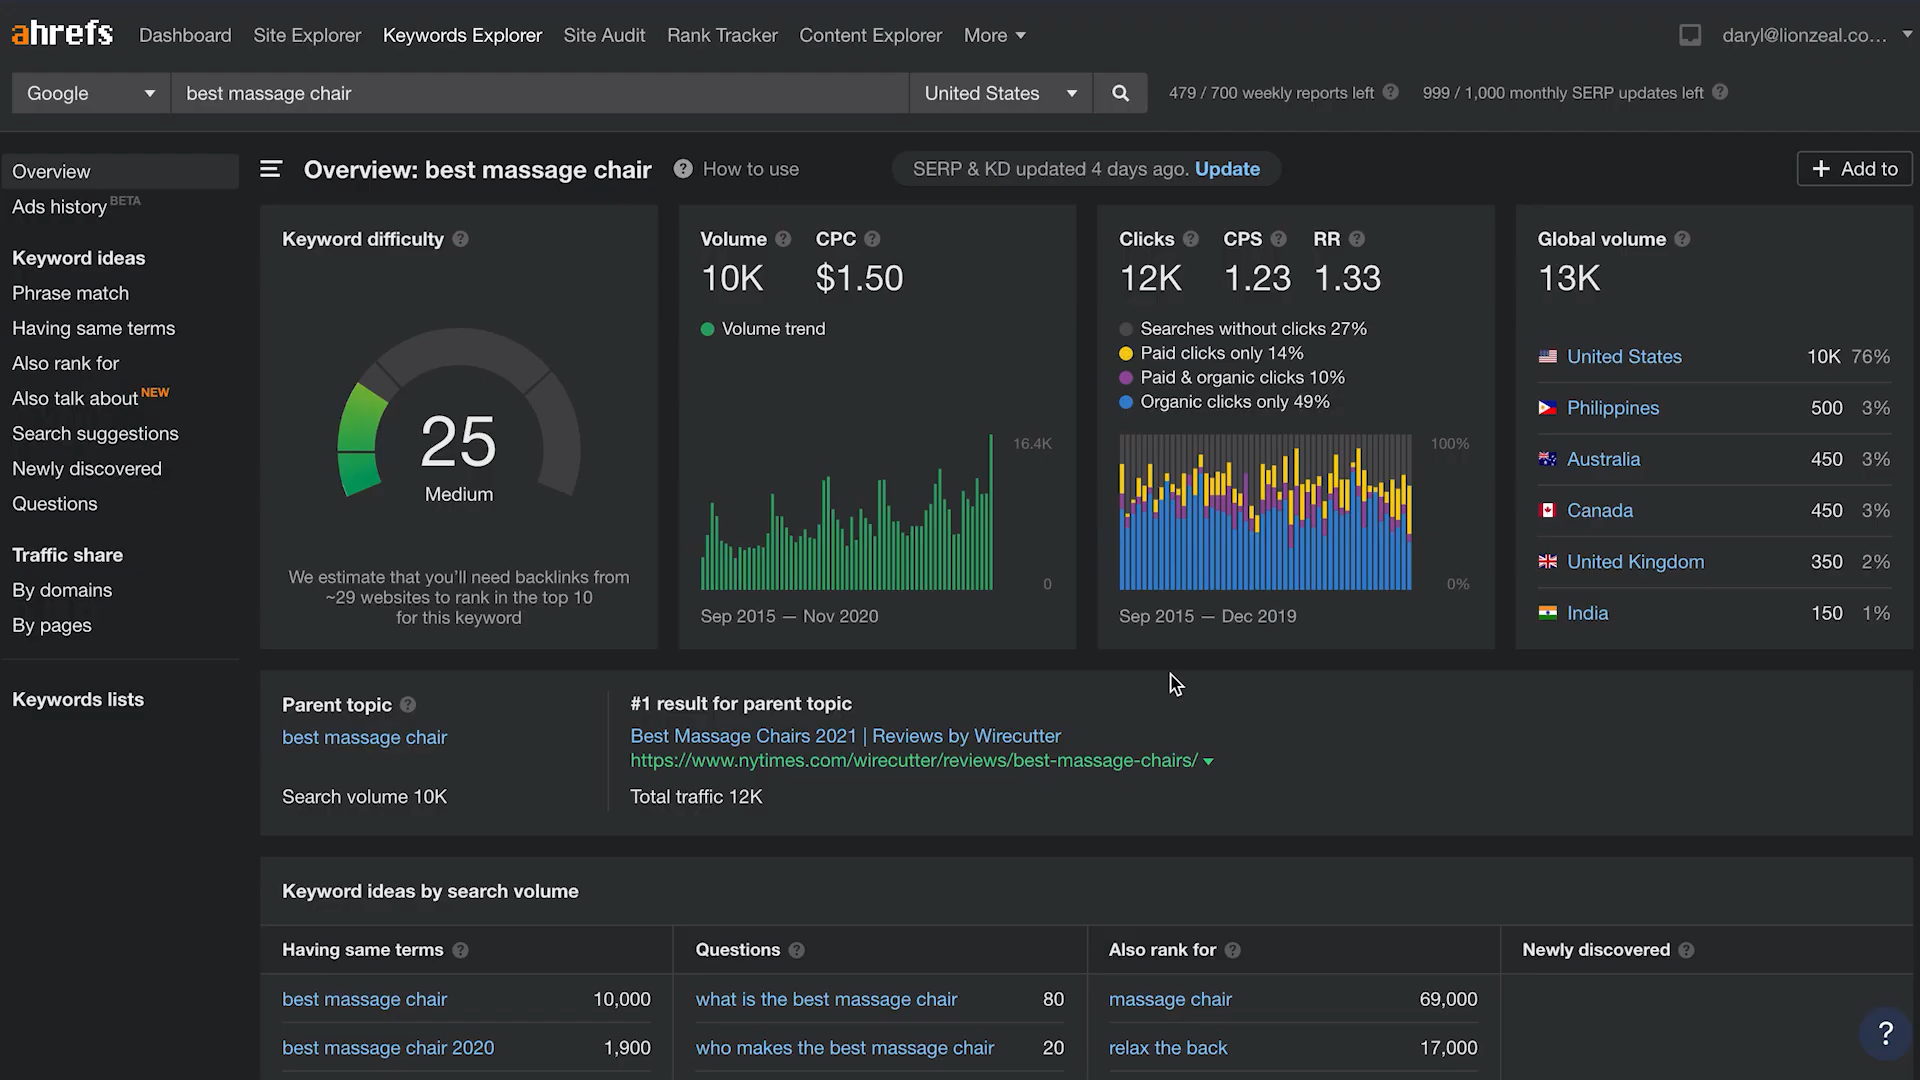 ahrefs Dashboard Site Explorer Keywords Explorer Site Audit Rank Tracker Content Explorer More daryl@lionzeal.co...
Google best massage chair United States 479 / 700 weekly reports left ? 999 / 1,000 monthly SERP updates left ?
Overview
Ads history BETA
Keyword ideas
Phrase match
Having same terms
Also rank for
Also talk about NEW
Search suggestions
Newly discovered
Questions
Traffic share
By domains
By pages
Keywords lists
Overview: best massage chair ? How to use SERP & KD updated 4 days ago. Update + Add to
Keyword difficulty ?
25
Medium
We estimate that you'll need backlinks from
~29 websites to rank in the top 10
for this keyword
Volume ? CPC ?
10K $1.50
Volume trend
16.4K
0
Sep 2015 — Nov 2020
Clicks ? CPS ? RR ?
12K 1.23 1.33
Searches without clicks 27%
Paid clicks only 14%
Paid & organic clicks 10%
Organic clicks only 49%
100%
0%
Sep 2015 — Dec 2019
Global volume ?
13K
United States 10K 76%
Philippines 500 3%
Australia 450 3%
Canada 450 3%
United Kingdom 350 2%
India 150 1%
Parent topic ?
best massage chair
Search volume 10K
#1 result for parent topic
Best Massage Chairs 2021 | Reviews by Wirecutter
https://www.nytimes.com/wirecutter/reviews/best-massage-chairs/
Total traffic 12K
Keyword ideas by search volume
Having same terms ? Questions ? Also rank for ? Newly discovered ?
best massage chair 10,000 what is the best massage chair 80 massage chair 69,000
best massage chair 2020 1,900 who makes the best massage chair 20 relax the back 17,000
?